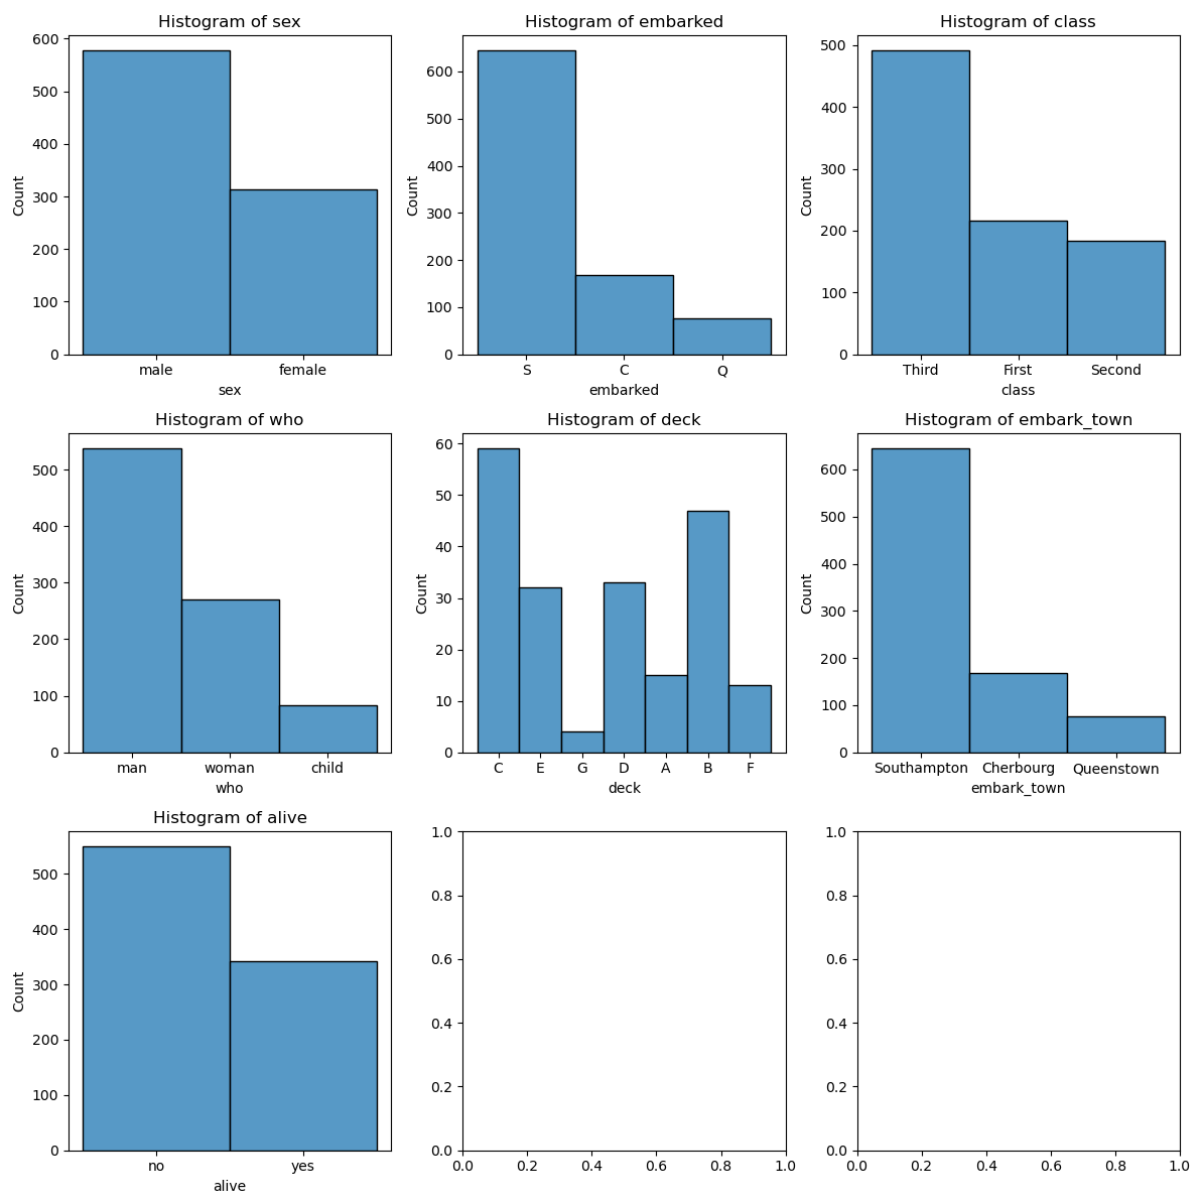 Histogram of sex
600
500
400
300
200
100
0
Count
male female
sex
Histogram of embarked
600
500
400
300
200
100
0
Count
S C Q
embarked
Histogram of class
500
400
300
200
100
0
Count
Third First Second
class
Histogram of who
500
400
300
200
100
0
Count
man woman child
who
Histogram of deck
60
50
40
30
20
10
0
Count
C E G D A B F
deck
Histogram of embark_town
600
500
400
300
200
100
0
Count
Southampton Cherbourg Queenstown
embark_town
Histogram of alive
500
400
300
200
100
0
Count
no yes
alive
1.0
0.8
0.6
0.4
0.2
0.0
0.0 0.2 0.4 0.6 0.8 1.0
1.0
0.8
0.6
0.4
0.2
0.0
0.0 0.2 0.4 0.6 0.8 1.0